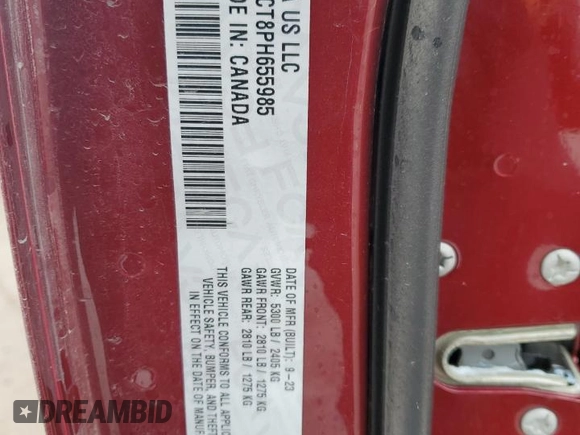 A US LLC
CT8PH655985
DE IN: CANADA
DATE OF MFR (BUILT): 9-23
GVWR: 5300 LB / 2405 KG
GAWR FRONT: 2810 LB / 1275 KG
GAWR REAR: 2810 LB / 1275 KG
THIS VEHICLE CONFORMS TO ALL APPLIC
VEHICLE SAFETY, BUMPER, AND THEFT
IN EFFECT ON THE DATE OF MANUF
DREAMBID